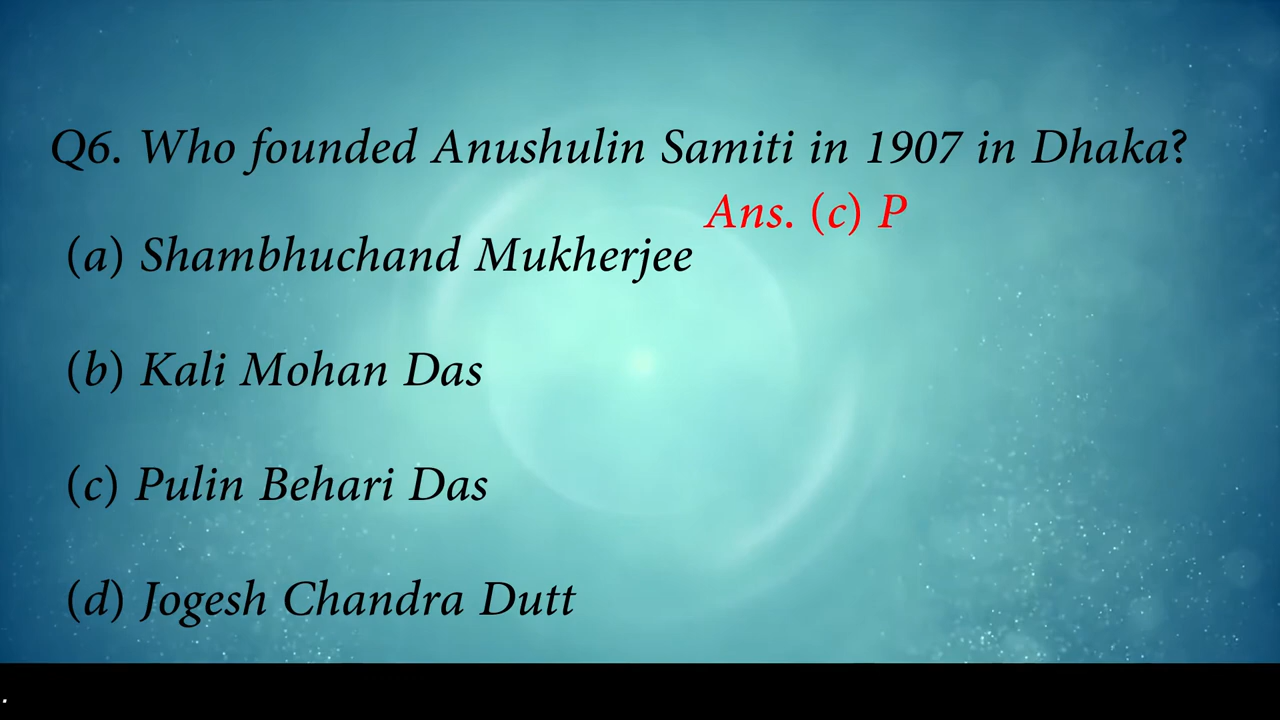 Q6. Who founded Anushulin Samiti in 1907 in Dhaka?
Ans. (c) P
(a) Shambhuchand Mukherjee
(b) Kali Mohan Das
(c) Pulin Behari Das
(d) Jogesh Chandra Dutt
.